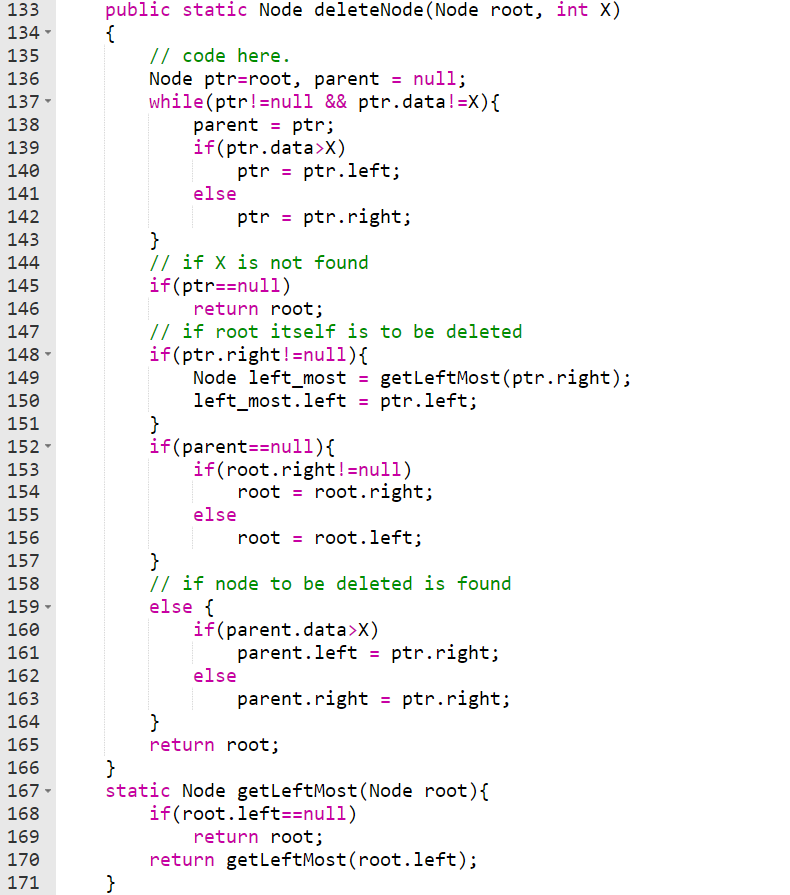 133 public static Node deleteNode(Node root, int X)
134 {
135 // code here.
136 Node ptr=root, parent = null;
137 while(ptr!=null && ptr.data!=X){
138 parent = ptr;
139 if(ptr.data>X)
140 ptr = ptr.left;
141 else
142 ptr = ptr.right;
143 }
144 // if X is not found
145 if(ptr==null)
146 return root;
147 // if root itself is to be deleted
148 if(ptr.right!=null){
149 Node left_most = getLeftMost(ptr.right);
150 left_most.left = ptr.left;
151 }
152 if(parent==null){
153 if(root.right!=null)
154 root = root.right;
155 else
156 root = root.left;
157 }
158 // if node to be deleted is found
159 else {
160 if(parent.data>X)
161 parent.left = ptr.right;
162 else
163 parent.right = ptr.right;
164 }
165 return root;
166 }
167 static Node getLeftMost(Node root){
168 if(root.left==null)
169 return root;
170 return getLeftMost(root.left);
171 }